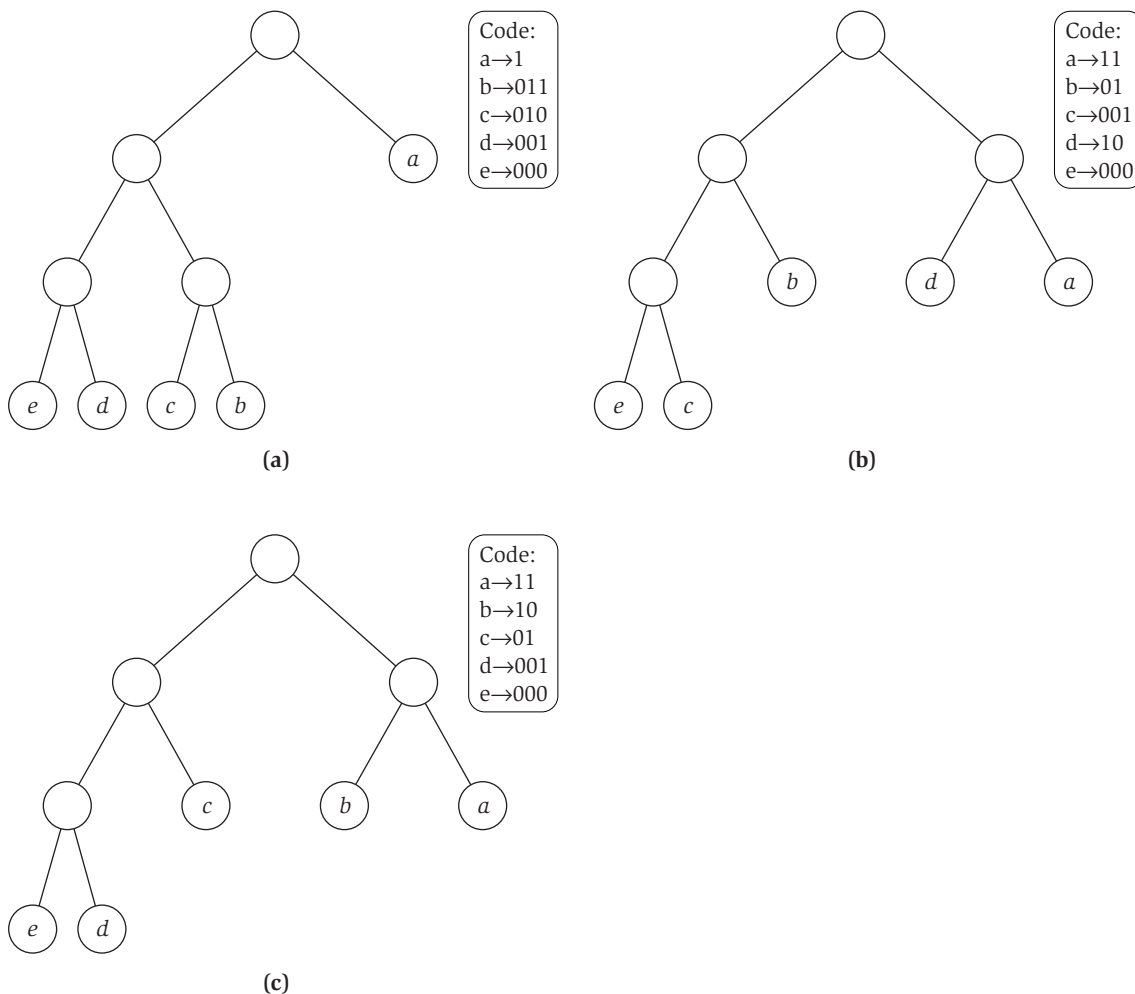 Code:
a→1
b→011
c→010
d→001
e→000
a
e
d
c
b
(a)
Code:
a→11
b→01
c→001
d→10
e→000
b
d
a
e
c
(b)
Code:
a→11
b→10
c→01
d→001
e→000
c
b
a
e
d
(c)